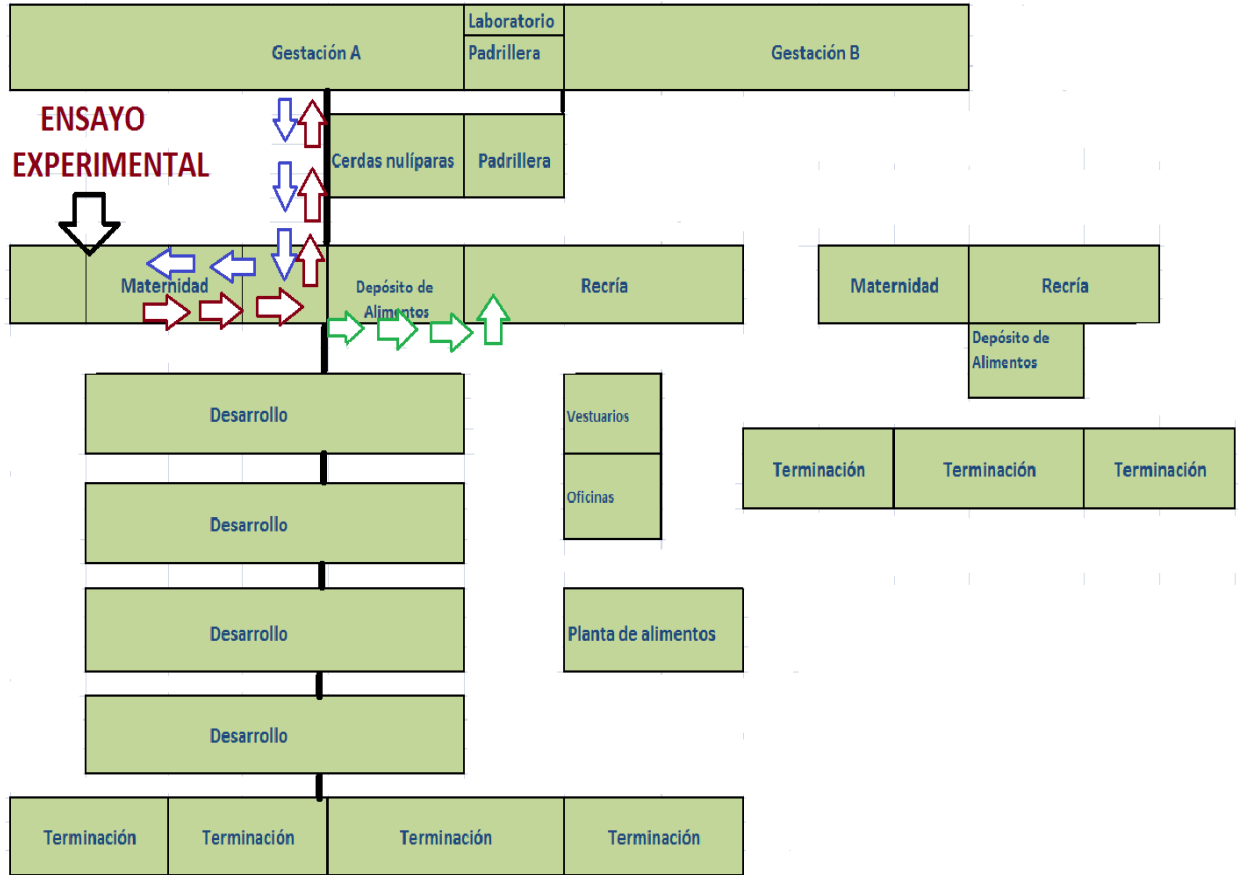 Laboratorio
Gestación A
Padrillera
Gestación B
ENSAYO
EXPERIMENTAL
Cerdas nulíparas
Padrillera
Maternidad
Depósito de
Alimentos
Recría
Maternidad
Recría
Depósito de
Alimentos
Desarrollo
Vestuarios
Terminación
Terminación
Terminación
Oficinas
Desarrollo
Desarrollo
Planta de alimentos
Desarrollo
Terminación
Terminación
Terminación
Terminación